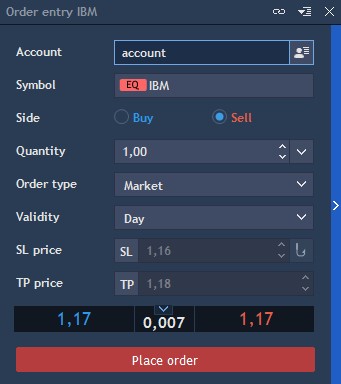 Order entry IBM
Account account
Symbol EQ IBM
Side Buy Sell
Quantity 1,00
Order type Market
Validity Day
SL price SL 1,16
TP price TP 1,18
1,17 0,007 1,17
Place order